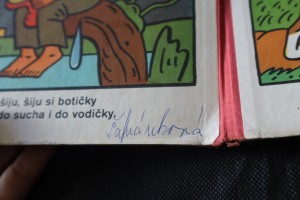 šiju, šiju si botičky
do sucha i do vodičky.